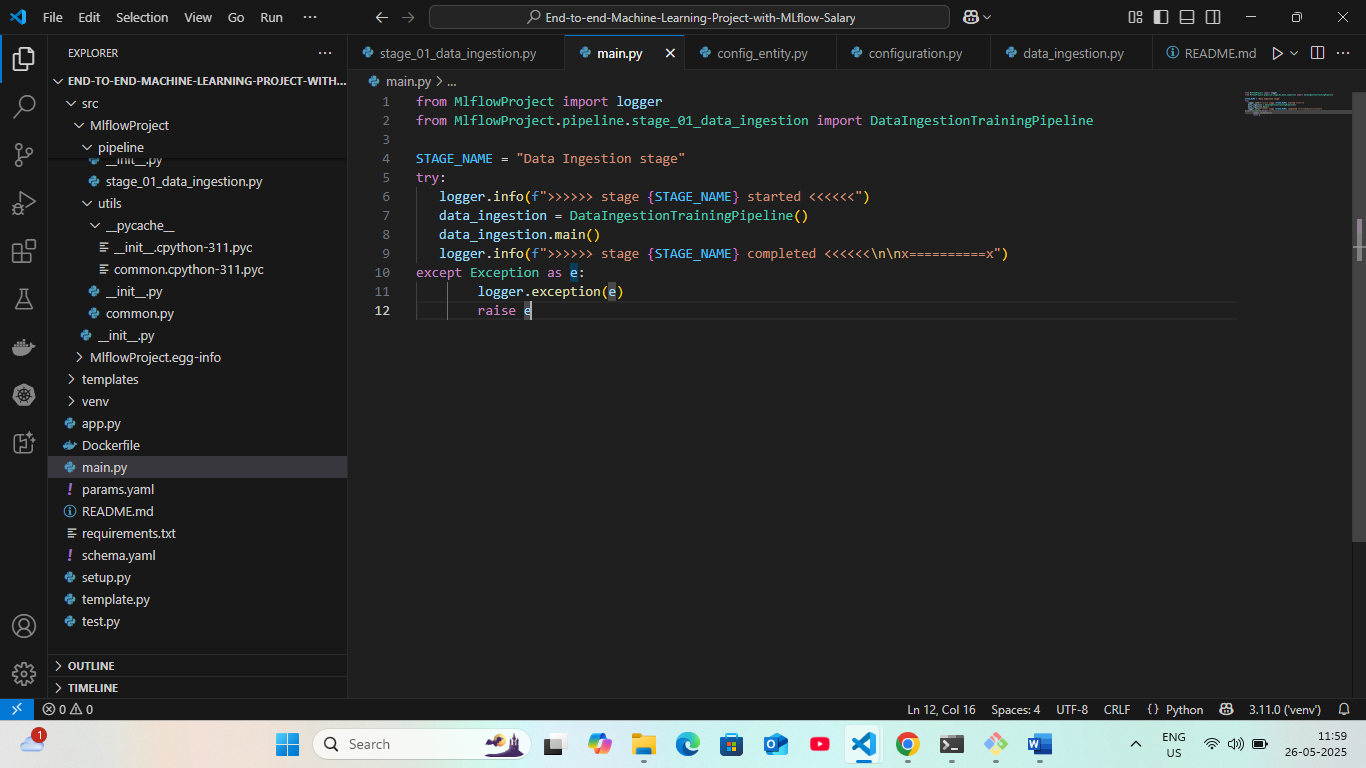 File Edit Selection View Go Run ···
End-to-end-Machine-Learning-Project-with-MLflow-Salary
EXPLORER ···
END-TO-END-MACHINE-LEARNING-PROJECT-WITH...
src
MlflowProject
pipeline
__init__.py
stage_01_data_ingestion.py
utils
__pycache__
__init__.cpython-311.pyc
common.cpython-311.pyc
__init__.py
common.py
__init__.py
MlflowProject.egg-info
templates
venv
app.py
Dockerfile
main.py
params.yaml
README.md
requirements.txt
schema.yaml
setup.py
template.py
test.py
OUTLINE
TIMELINE
stage_01_data_ingestion.py main.py config_entity.py configuration.py data_ingestion.py README.md ···
main.py > ...
1 from MlflowProject import logger
2 from MlflowProject.pipeline.stage_01_data_ingestion import DataIngestionTrainingPipeline
3
4 STAGE_NAME = "Data Ingestion stage"
5 try:
6 logger.info(f">>>>>> stage {STAGE_NAME} started <<<<<<")
7 data_ingestion = DataIngestionTrainingPipeline()
8 data_ingestion.main()
9 logger.info(f">>>>>> stage {STAGE_NAME} completed <<<<<<\n\nx==========x")
10 except Exception as e:
11 logger.exception(e)
12 raise e
0 0 Ln 12, Col 16 Spaces: 4 UTF-8 CRLF {} Python 3.11.0 ('venv')
1 Search ENG 11:59
US 26-05-2025